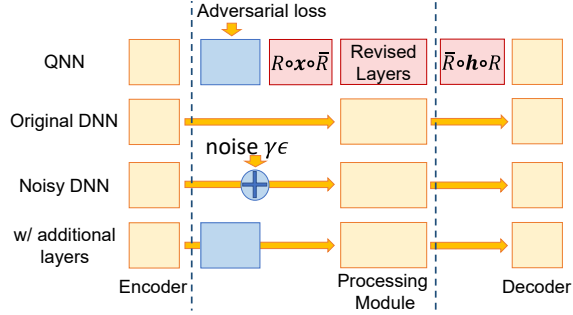 Adversarial loss
QNN
R∘x∘R̅
Revised
Layers
R̅∘h∘R
Original DNN
noise γϵ
Noisy DNN
w/ additional
layers
Encoder
Processing
Module
Decoder